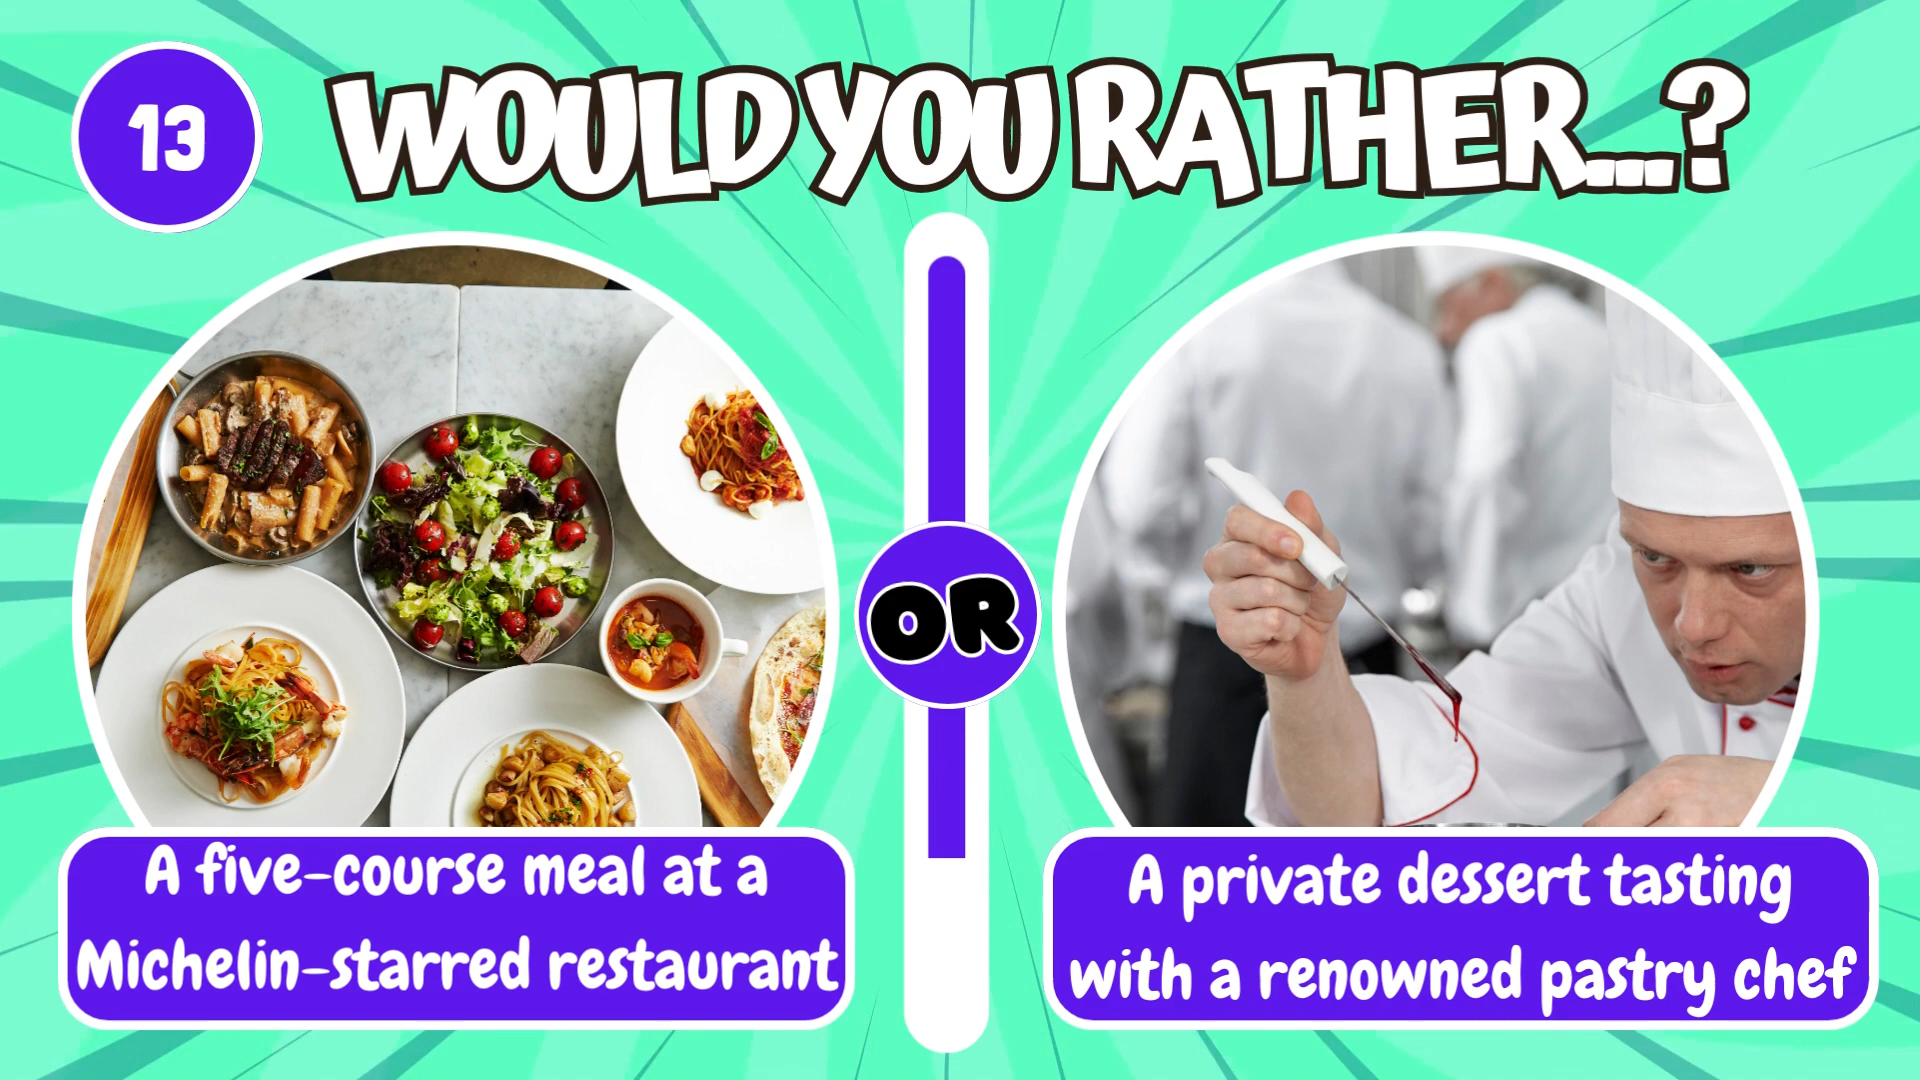 13
WOULD YOU RATHER...?
OR
A five-course meal at a
Michelin-starred restaurant
A private dessert tasting
with a renowned pastry chef